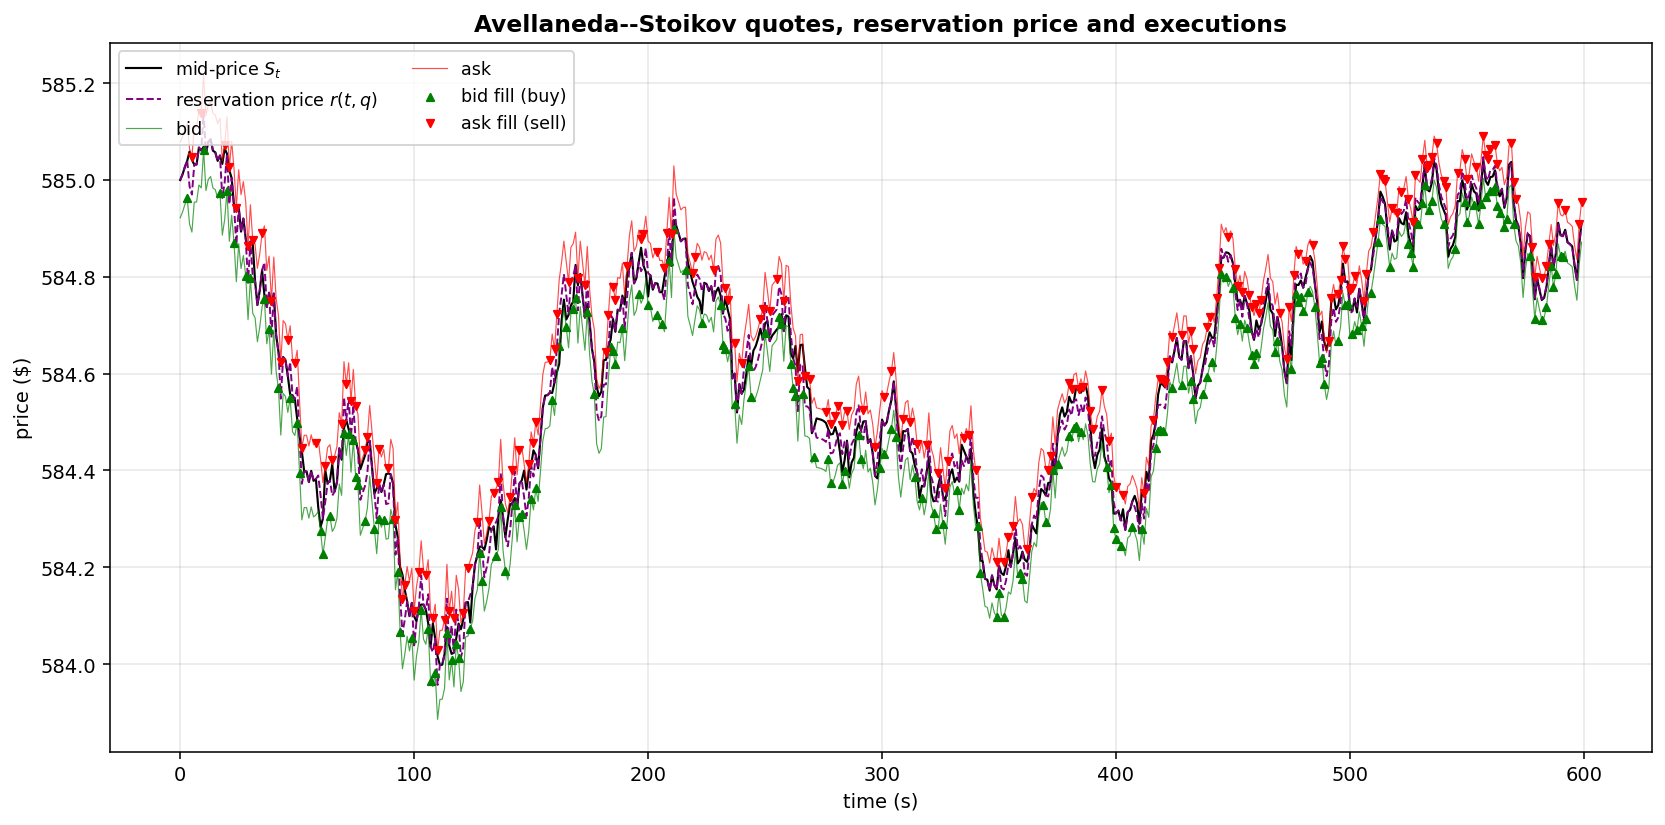 Avellaneda--Stoikov quotes, reservation price and executions
mid-price S_t
reservation price r(t, q)
bid
ask
bid fill (buy)
ask fill (sell)
price ($)
585.2
585.0
584.8
584.6
584.4
584.2
584.0
0 100 200 300 400 500 600
time (s)